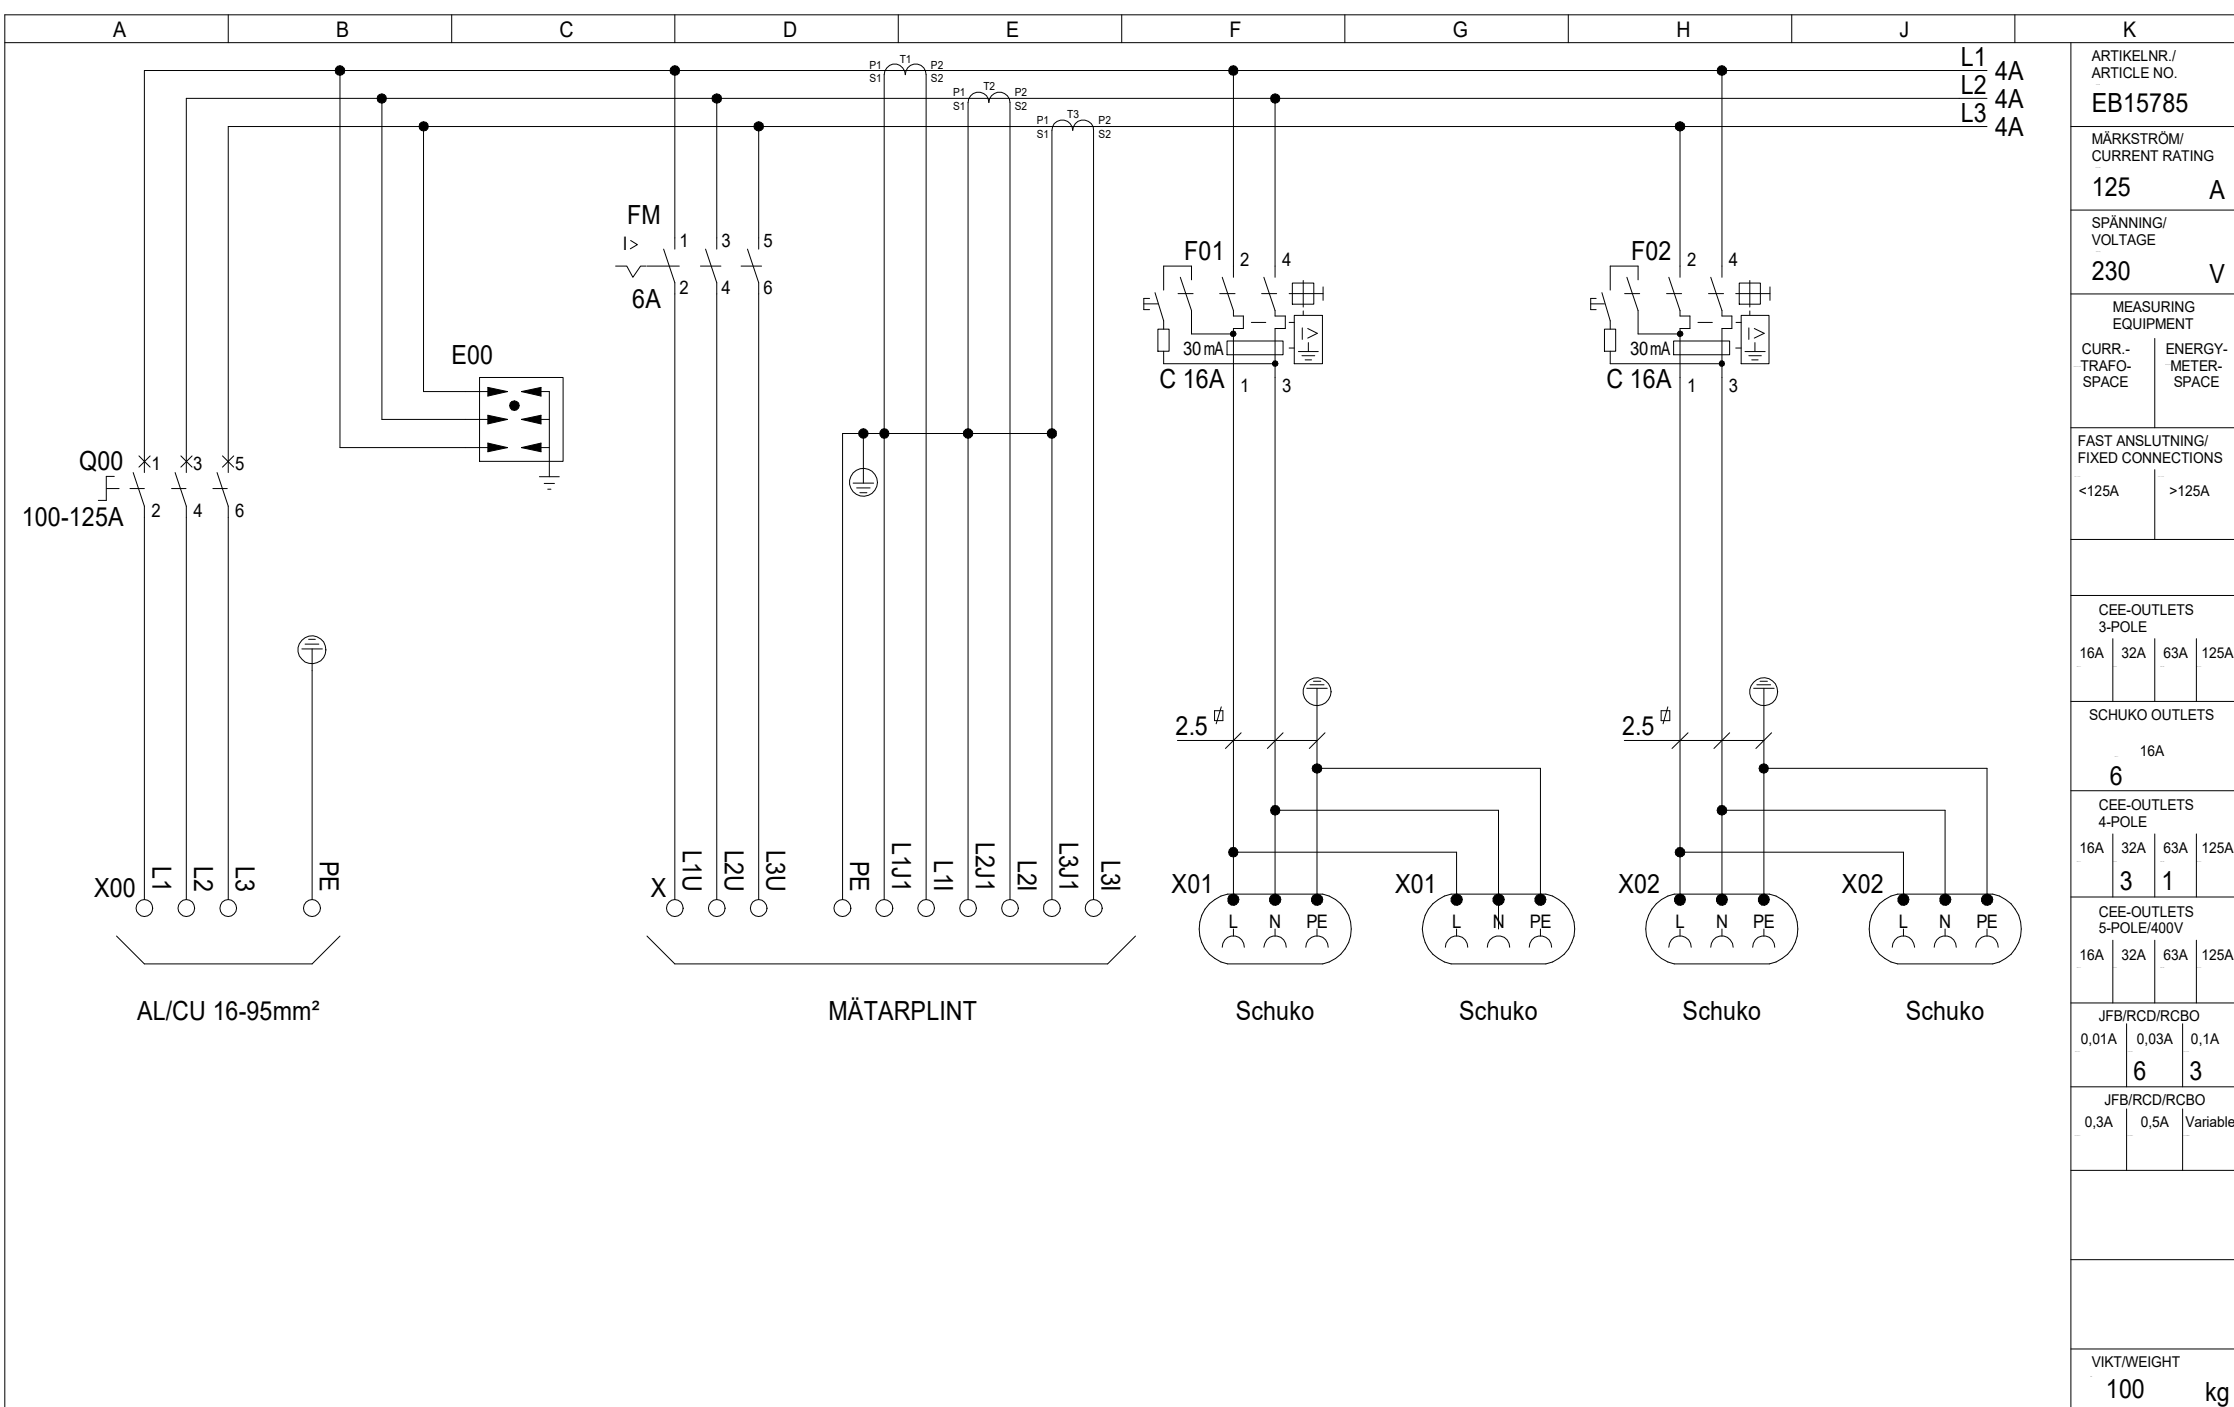 A B C D E F G H J K
P1 T1 P2
S1 S2
P1 T2 P2
S1 S2
P1 T3 P2
S1 S2
L1 4A
L2 4A
L3 4A
FM
I>
1 3 5
6A 2 4 6
E00
Q00 1 3 5
100-125A 2 4 6
F01 2 4
30mA I>
C 16A 1 3
F02 2 4
30mA I>
C 16A 1 3
2.5
2.5
X00 L1 L2 L3 PE
X L1U L2U L3U PE L1J1 L1I L2J1 L2I L3J1 L3I
X01 X01 X02 X02
L N PE
L N PE
L N PE
L N PE
AL/CU 16-95mm²
MÄTARPLINT
Schuko Schuko Schuko Schuko
ARTIKELNR./
ARTICLE NO.
EB15785
MÄRKSTRÖM/
CURRENT RATING
125 A
SPÄNNING/
VOLTAGE
230 V
MEASURING
EQUIPMENT
CURR.-
TRAFO-
SPACE
ENERGY-
METER-
SPACE
FAST ANSLUTNING/
FIXED CONNECTIONS
<125A >125A
CEE-OUTLETS
3-POLE
16A 32A 63A 125A
SCHUKO OUTLETS
16A
6
CEE-OUTLETS
4-POLE
16A 32A 63A 125A
3 1
CEE-OUTLETS
5-POLE/400V
16A 32A 63A 125A
JFB/RCD/RCBO
0,01A 0,03A 0,1A
6 3
JFB/RCD/RCBO
0,3A 0,5A Variable
VIKT/WEIGHT
100 kg